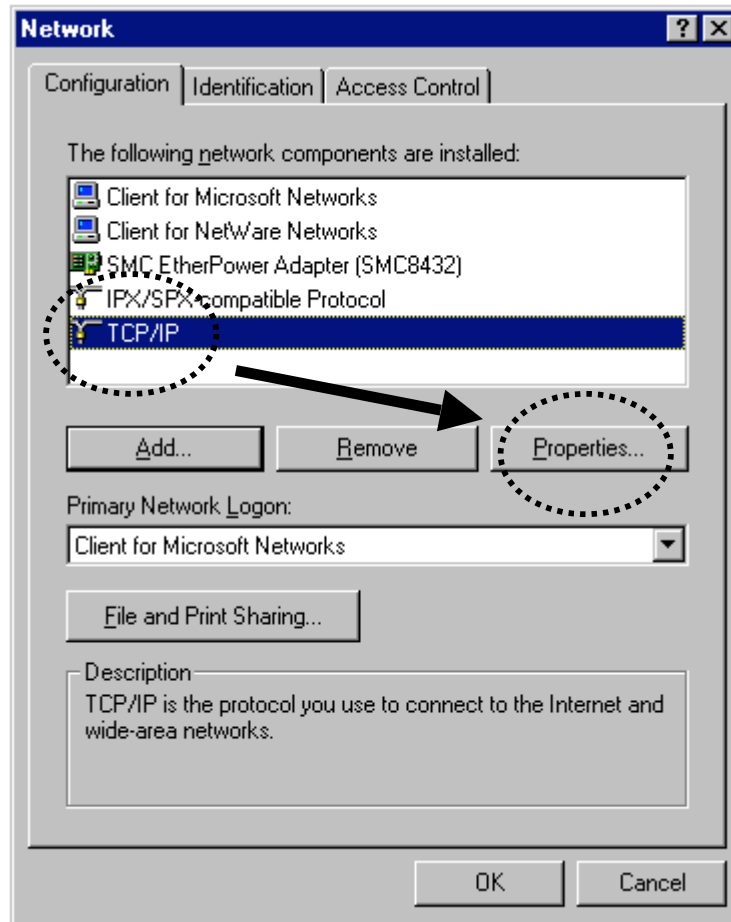 Network
Configuration Identification Access Control
The following network components are installed:
Client for Microsoft Networks
Client for NetWare Networks
SMC EtherPower Adapter (SMC8432)
IPX/SPX-compatible Protocol
TCP/IP
Add... Remove Properties...
Primary Network Logon:
Client for Microsoft Networks
File and Print Sharing...
Description
TCP/IP is the protocol you use to connect to the Internet and
wide-area networks.
OK Cancel